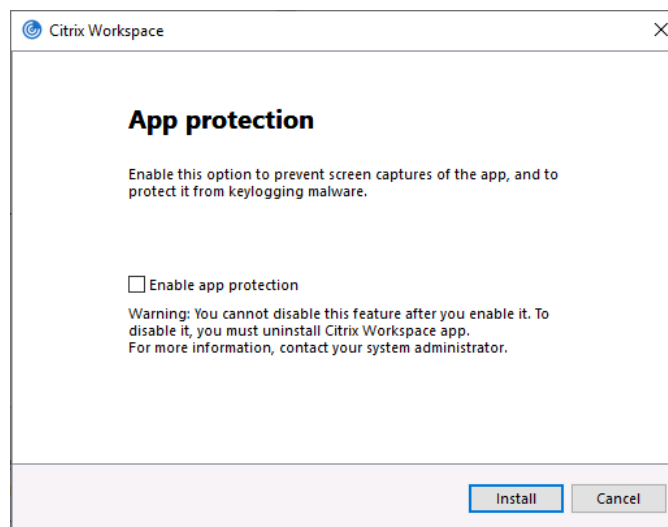 Citrix Workspace
App protection
Enable this option to prevent screen captures of the app, and to
protect it from keylogging malware.
Enable app protection
Warning: You cannot disable this feature after you enable it. To
disable it, you must uninstall Citrix Workspace app.
For more information, contact your system administrator.
Install Cancel